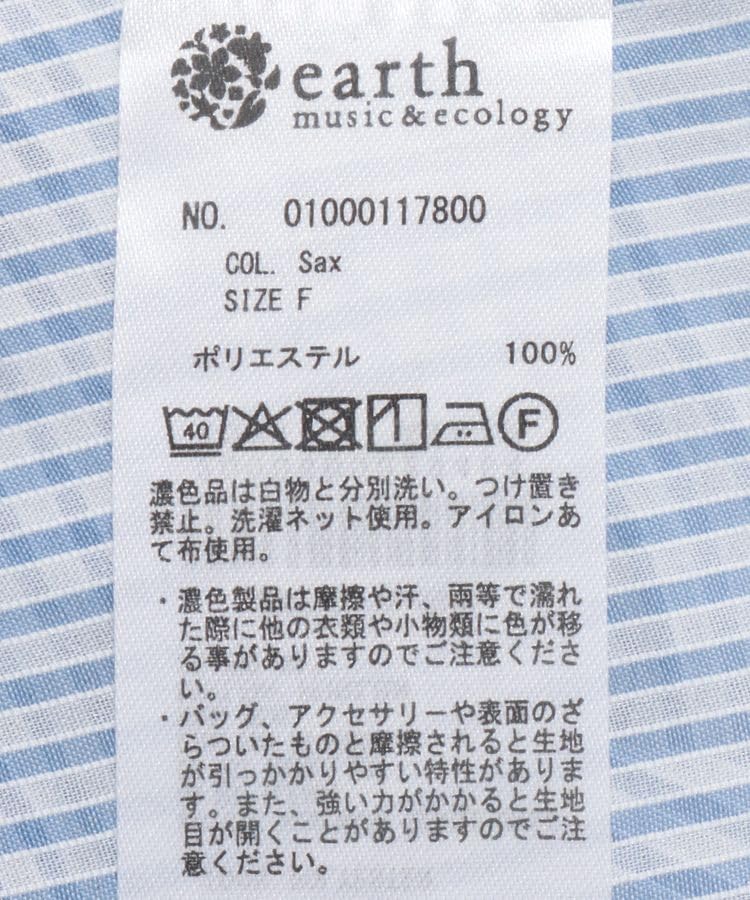 earth
music&ecology
NO. 01000117800
COL. Sax
SIZE F
ポリエステル 100%
40 F
濃色品は白物と分別洗い。つけ置き
禁止。洗濯ネット使用。アイロンあ
て布使用。
・濃色製品は摩擦や汗、雨等で濡れ
た際に他の衣類や小物類に色が移
る事がありますのでご注意くださ
い。
・バッグ、アクセサリーや表面のざ
らついたものと摩擦されると生地
が引っかかりやすい特性がありま
す。また、強い力がかかると生地
目が開くことがありますのでご注
意ください。